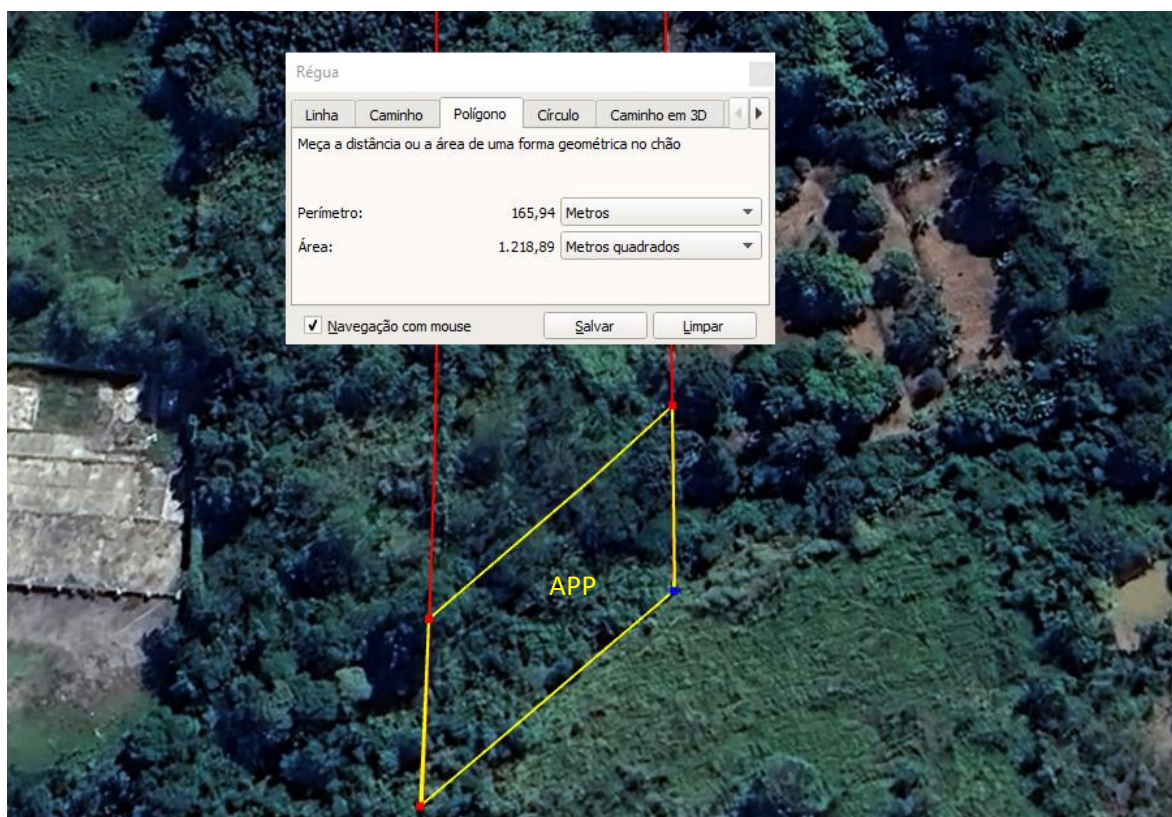 Régua
Linha Caminho Polígono Círculo Caminho em 3D
Meça a distância ou a área de uma forma geométrica no chão
Perímetro: 165,94 Metros
Área: 1.218,89 Metros quadrados
Navegação com mouse Salvar Limpar
APP